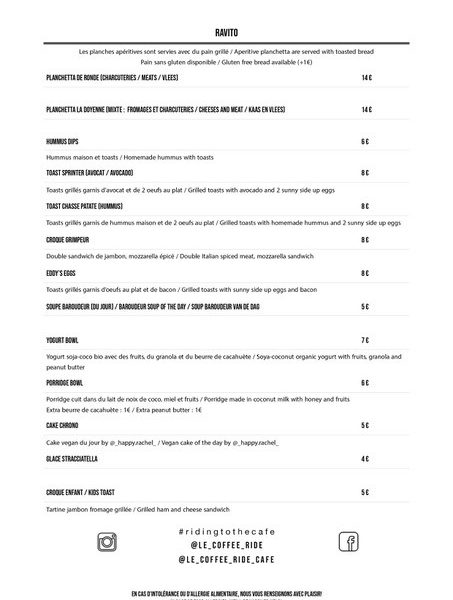 RAVITO
Les planches apéritives sont servies avec du pain grillé / Aperitive planchetta are served with toasted bread
Pain sans gluten disponible / Gluten free bread available (+1€)
PLANCHETTA DE RONDE (CHARCUTERIES / MEATS / VLEES) 14 €
PLANCHETTA LA DOYENNE (MIXTE : FROMAGES ET CHARCUTERIES / CHEESES AND MEAT / KAAS EN VLEES) 14 €
HUMMUS DIPS 6 €
Hummus maison et toasts / Homemade hummus with toasts
TOAST SPRINTER (AVOCAT / AVOCADO) 8 €
Toasts grillés garnis d'avocat et de 2 oeufs au plat / Grilled toasts with avocado and 2 sunny side up eggs
TOAST CHASSE PATATE (HUMMUS) 8 €
Toasts grillés garnis de hummus maison et de 2 oeufs au plat / Grilled toasts with homemade hummus and 2 sunny side up eggs
CROQUE GRIMPEUR 8 €
Double sandwich de jambon, mozzarella épicé / Double Italian spiced meat, mozzarella sandwich
EDDY'S EGGS 8 €
Toasts grillés garnis d'oeufs au plat et de bacon / Grilled toasts with sunny side up eggs and bacon
SOUPE BAROUDEUR (DU JOUR) / BAROUDEUR SOUP OF THE DAY / SOUP BAROUDEUR VAN DE DAG 5 €
YOGURT BOWL 7 €
Yogourt soja-coco bio avec des fruits, du granola et du beurre de cacahuète / Soya-coconut organic yogurt with fruits, granola and
peanut butter
PORRIDGE BOWL 6 €
Porridge cuit dans du lait de noix de coco, miel et fruits / Porridge made in coconut milk with honey and fruits
Extra beurre de cacahuète : 1€ / Extra peanut butter : 1€
CAKE CHRONO 5 €
Cake vegan du jour by @_happy.rachel_ / Vegan cake of the day by @_happy.rachel_
GLACE STRACCIATELLA 4 €
CROQUE ENFANT / KIDS TOAST 5 €
Tartine jambon fromage grillée / Grilled ham and cheese sandwich
#ridingtothecafe
@LE_COFFEE_RIDE
@LE_COFFEE_RIDE_CAFE
EN CAS D'INTOLÉRANCE OU D'ALLERGIE ALIMENTAIRE, NOUS VOUS RENSEIGNONS AVEC PLAISIR!